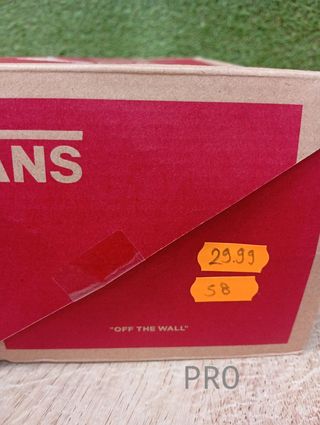 ANS
29.99
58
"OFF THE WALL"
PRO